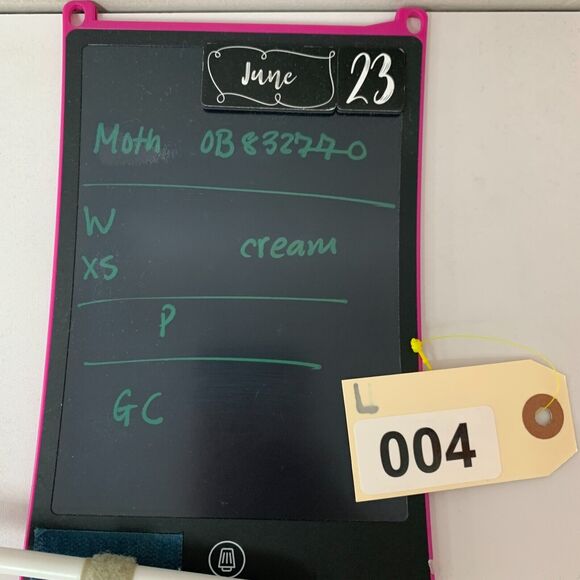 June 23
Moth 0B832770
W
XS cream
P
GC
L
004